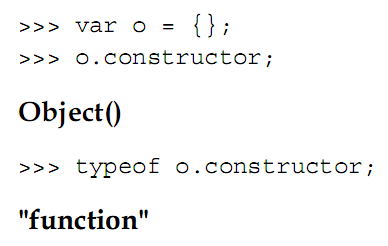 >>> var o = {};
>>> o.constructor;
Object()
>>> typeof o.constructor;
"function"